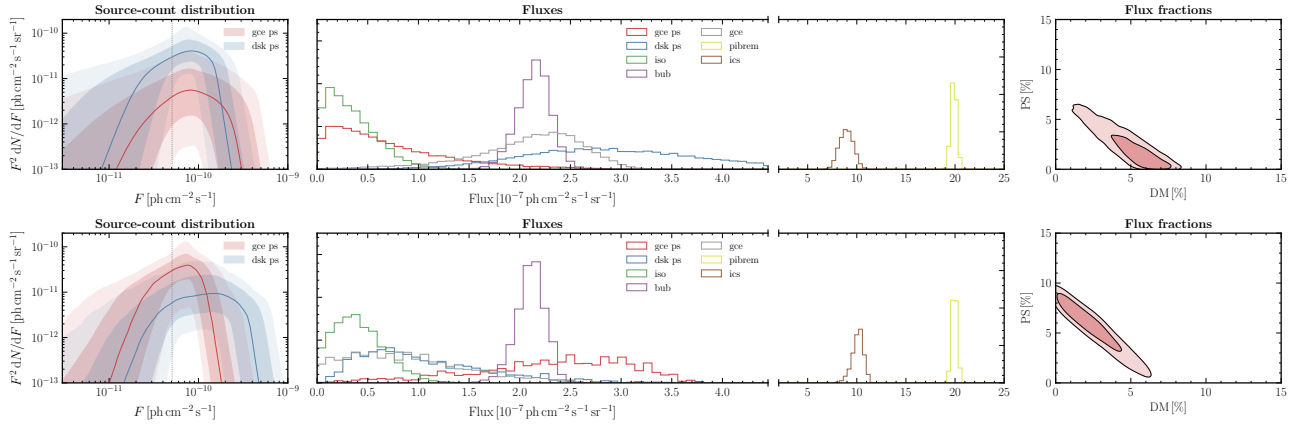 Source-count distribution
Fluxes
Flux fractions
F² dN/dF [ph cm⁻² s⁻¹ sr⁻¹]
10⁻¹⁰
10⁻¹¹
10⁻¹²
10⁻¹³
gce ps
dsk ps
10⁻¹¹ 10⁻¹⁰ 10⁻⁹
F [ph cm⁻² s⁻¹]
gce ps
dsk ps
iso
bub
gce
pibrem
ics
0.0 0.5 1.0 1.5 2.0 2.5 3.0 3.5 4.0 5 10 15 20 25
Flux [10⁻⁷ ph cm⁻² s⁻¹ sr⁻¹]
PS [%]
15
10
5
0
0 5 10 15
DM [%]
Source-count distribution
Fluxes
Flux fractions
F² dN/dF [ph cm⁻² s⁻¹ sr⁻¹]
10⁻¹⁰
10⁻¹¹
10⁻¹²
10⁻¹³
gce ps
dsk ps
10⁻¹¹ 10⁻¹⁰ 10⁻⁹
F [ph cm⁻² s⁻¹]
gce ps
dsk ps
iso
bub
gce
pibrem
ics
0.0 0.5 1.0 1.5 2.0 2.5 3.0 3.5 4.0 5 10 15 20 25
Flux [10⁻⁷ ph cm⁻² s⁻¹ sr⁻¹]
PS [%]
15
10
5
0
0 5 10 15
DM [%]